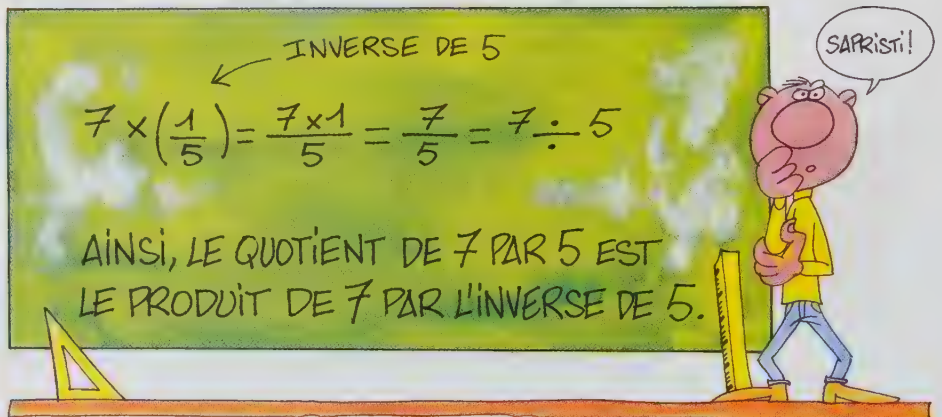 INVERSE DE 5
7 × (1/5) = 7×1/5 = 7/5 = 7 ÷ 5
AINSI, LE QUOTIENT DE 7 PAR 5 EST
LE PRODUIT DE 7 PAR L'INVERSE DE 5.
SAPRISTI!